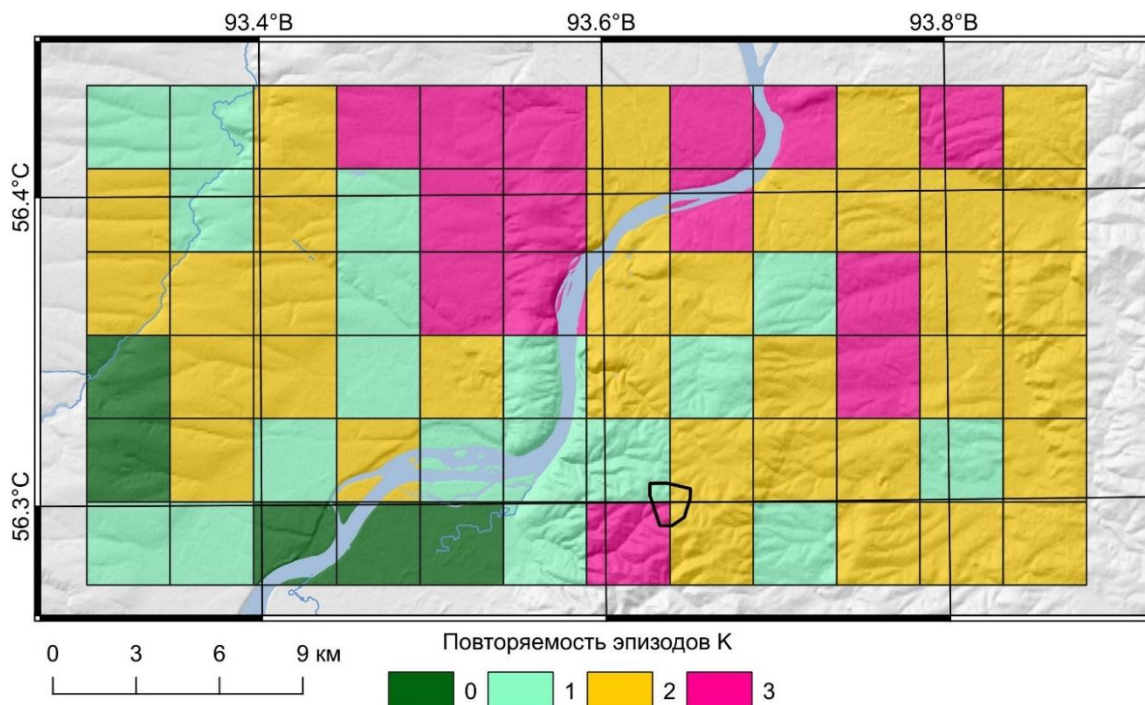 93.4°В 93.6°В 93.8°В
56.4°С
56.3°С
Повторяемость эпизодов К
0 3 6 9 км
0 1 2 3